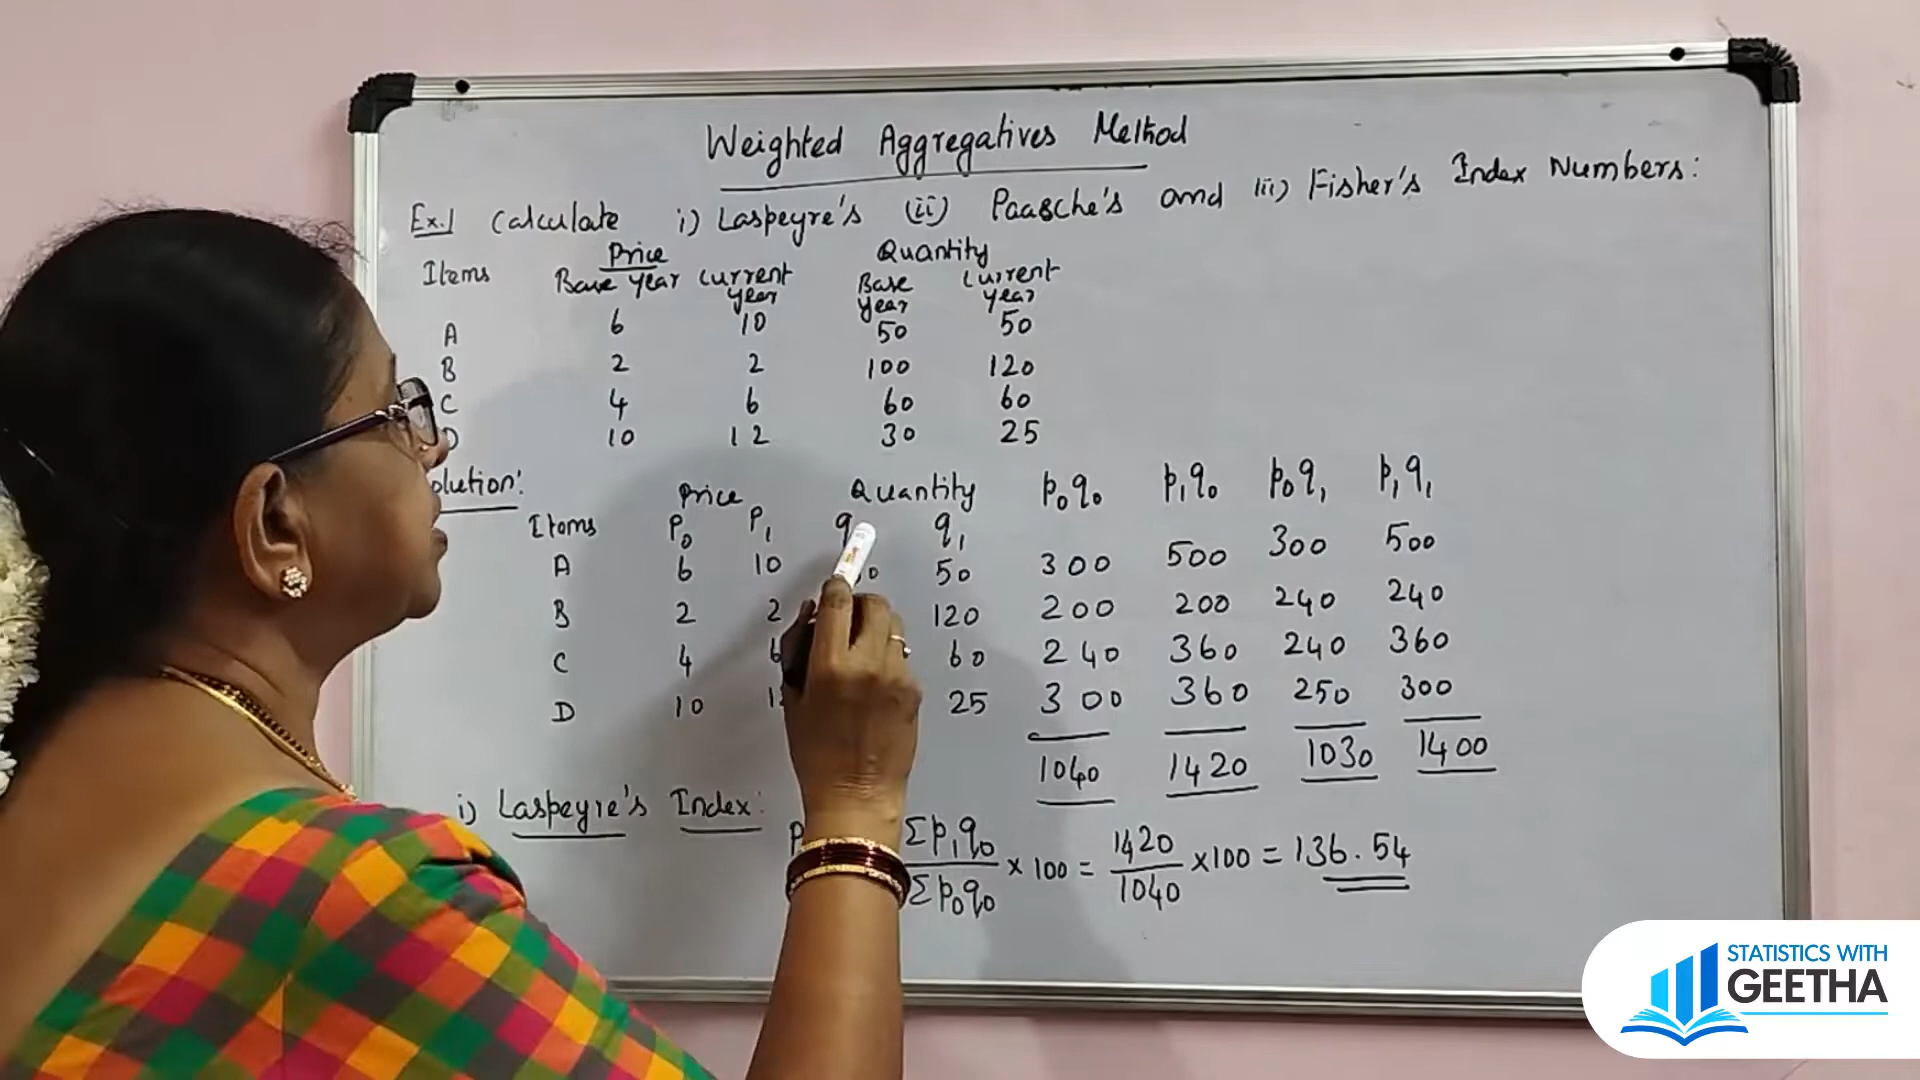 Weighted Aggregatives Method
Ex.1 Calculate i) Laspeyre's (ii) Paasche's and iii) Fisher's Index Numbers:
Items Price Quantity
Base Year Current year Base year Current year
A 6 10 50 50
B 2 2 100 120
C 4 6 60 60
D 10 12 30 25
olution:
Price Quantity p₀q₀ p₁q₀ p₀q₁ p₁q₁
Items P₀ P₁ q q₁
A 6 10 0 50 300 500 300 500
B 2 2 120 200 200 240 240
C 4 6 60 240 360 240 360
D 10 1 25 300 360 250 300
1040 1420 1030 1400
i) Laspeyre's Index:
P Σp₁q₀/Σp₀q₀ × 100 = 1420/1040 × 100 = 136.54
STATISTICS WITH
GEETHA